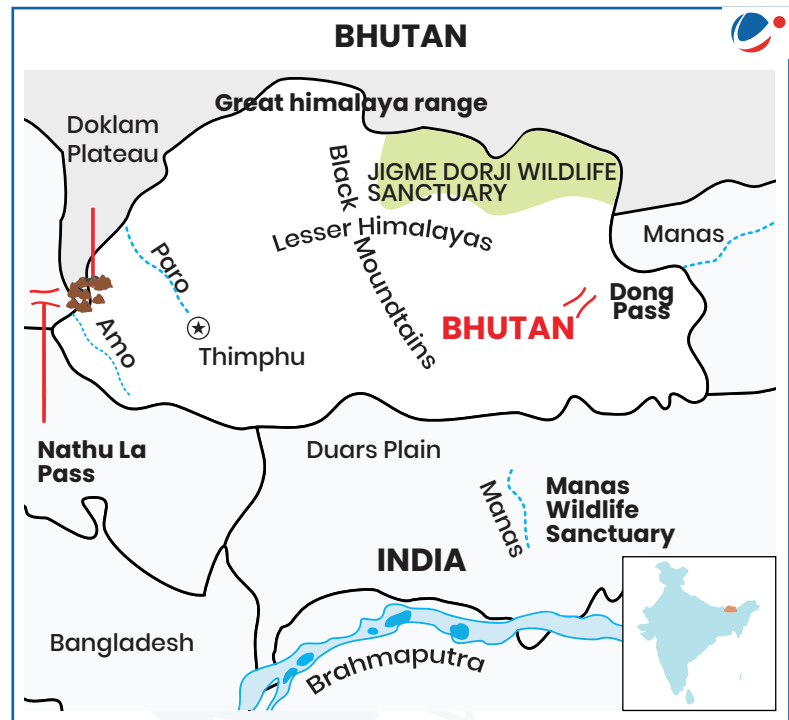 BHUTAN
Great himalaya range
Doklam
Plateau
Black
JIGME DORJI WILDLIFE
SANCTUARY
Lesser Himalayas
Manas
Paro
Moundtains
Dong
Pass
BHUTAN
Amo
Thimphu
Nathu La
Pass
Duars Plain
Manas
Manas
Wildlife
Sanctuary
INDIA
Bangladesh
Brahmaputra